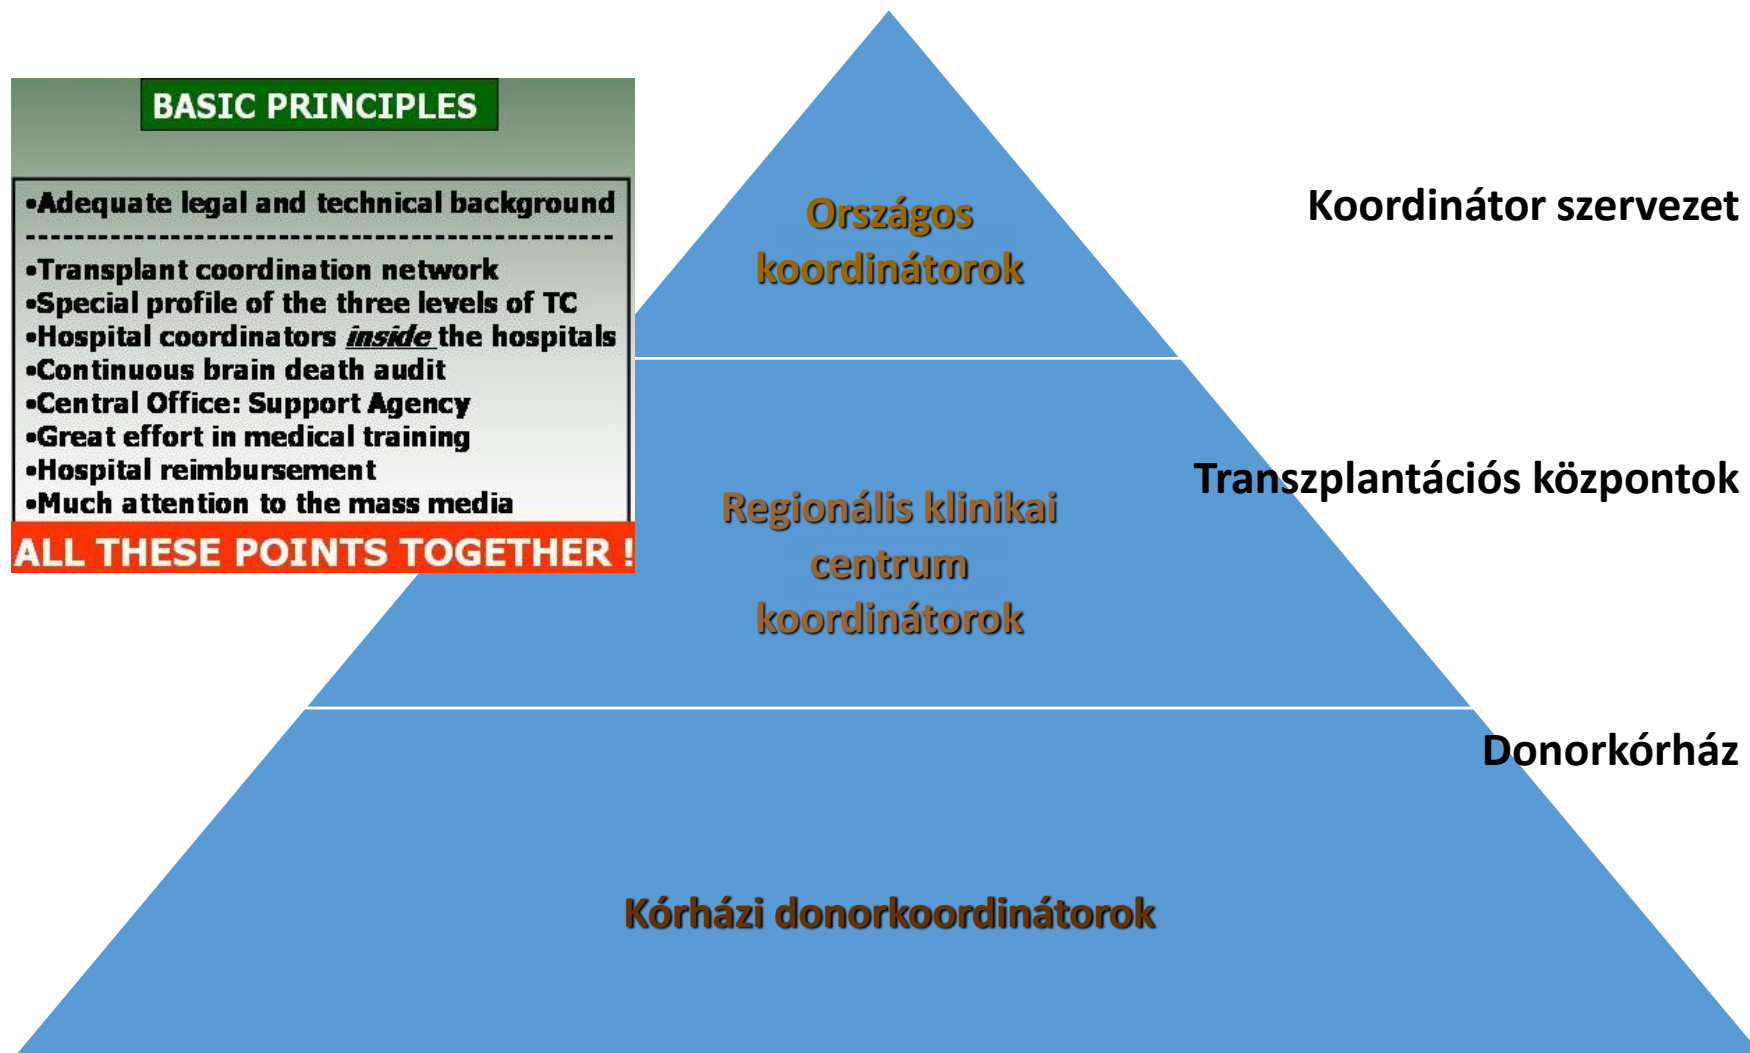 BASIC PRINCIPLES
•Adequate legal and technical background
------------------------------------------------
•Transplant coordination network
•Special profile of the three levels of TC
•Hospital coordinators inside the hospitals
•Continuous brain death audit
•Central Office: Support Agency
•Great effort in medical training
•Hospital reimbursement
•Much attention to the mass media
ALL THESE POINTS TOGETHER !
Országos
koordinátorok
Koordinátor szervezet
Regionális klinikai
centrum
koordinátorok
Transzplantációs központok
Donorkórház
Kórházi donorkoordinátorok